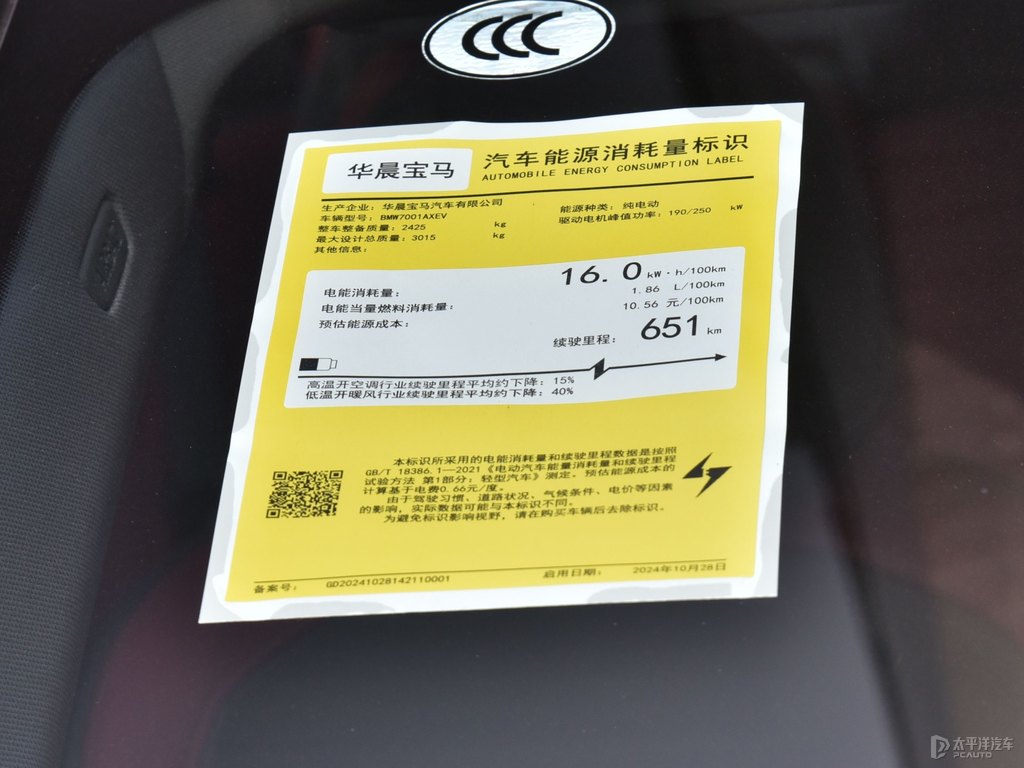 CCC
华晨宝马
汽车能源消耗量标识
AUTOMOBILE ENERGY CONSUMPTION LABEL
生产企业：华晨宝马汽车有限公司
能源种类：纯电动
车辆型号：BMW7001AXEV
驱动电机峰值功率：190/250 kW
整车整备质量：2425 kg
最大设计总质量：3015 kg
其他信息：
电能消耗量： 16.0 kW·h/100km
电能当量燃料消耗量： 1.86 L/100km
预估能源成本： 10.56 元/100km
续驶里程： 651 km
高温开空调行业续驶里程平均约下降：15%
低温开暖风行业续驶里程平均约下降：40%
本标识所采用的电能消耗量和续驶里程数据是按照
GB/T 18386.1—2021《电动汽车能量消耗量和续驶里程
试验方法 第1部分：轻型汽车》测定，预估能源成本的
计算基于电费0.66元/度。
由于驾驶习惯、道路状况、气候条件、电价等因素
的影响，实际数据可能与本标识不同。
为避免标识影响视野，请在购买车辆后去除标识。
备案号： GD20241028142110001
启用日期： 2024年10月28日
太平洋汽车
PCAUTO